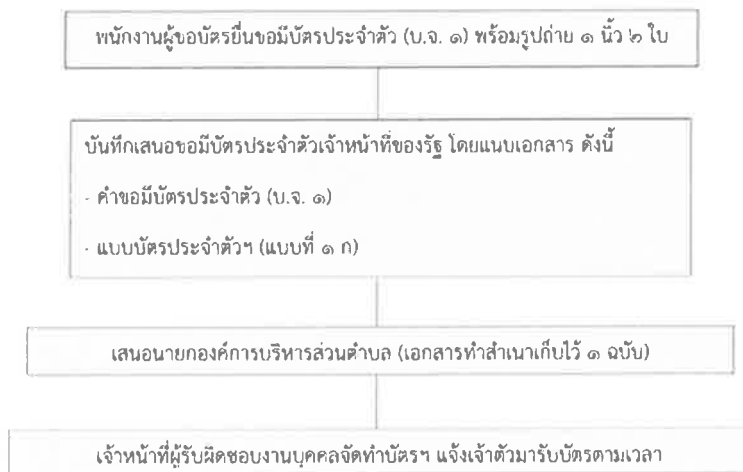 พนักงานผู้ขอบัตรยื่นขอมีบัตรประจำตัว (บ.จ. ๑) พร้อมรูปถ่าย ๑ นิ้ว ๒ ใบ
บันทึกเสนอขอมีบัตรประจำตัวเจ้าหน้าที่ของรัฐ โดยแนบเอกสาร ดังนี้
- คำขอมีบัตรประจำตัว (บ.จ. ๑)
- แบบบัตรประจำตัวฯ (แบบที่ ๑ ก)
เสนอนายกองค์การบริหารส่วนตำบล (เอกสารทำสำเนาเก็บไว้ ๑ ฉบับ)
เจ้าหน้าที่ผู้รับผิดชอบงานบุคคลจัดทำบัตรฯ แจ้งเจ้าตัวมารับบัตรตามเวลา